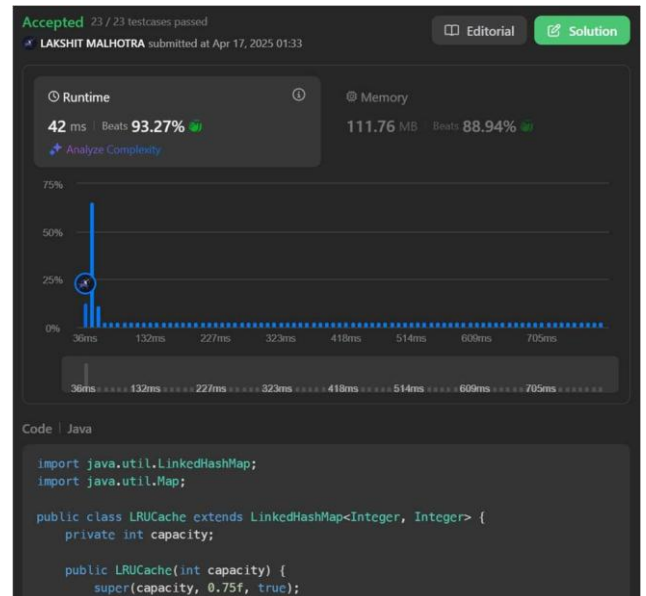 Accepted 23 / 23 testcases passed
LAKSHIT MALHOTRA submitted at Apr 17, 2025 01:33
Editorial
Solution
Runtime
42 ms | Beats 93.27%
Analyze Complexity
Memory
111.76 MB | Beats 88.94%
75%
50%
25%
0%
36ms 132ms 227ms 323ms 418ms 514ms 609ms 705ms
36ms 132ms 227ms 323ms 418ms 514ms 609ms 705ms
Code | Java
import java.util.LinkedHashMap;
import java.util.Map;
public class LRUCache extends LinkedHashMap<Integer, Integer> {
private int capacity;
public LRUCache(int capacity) {
super(capacity, 0.75f, true);